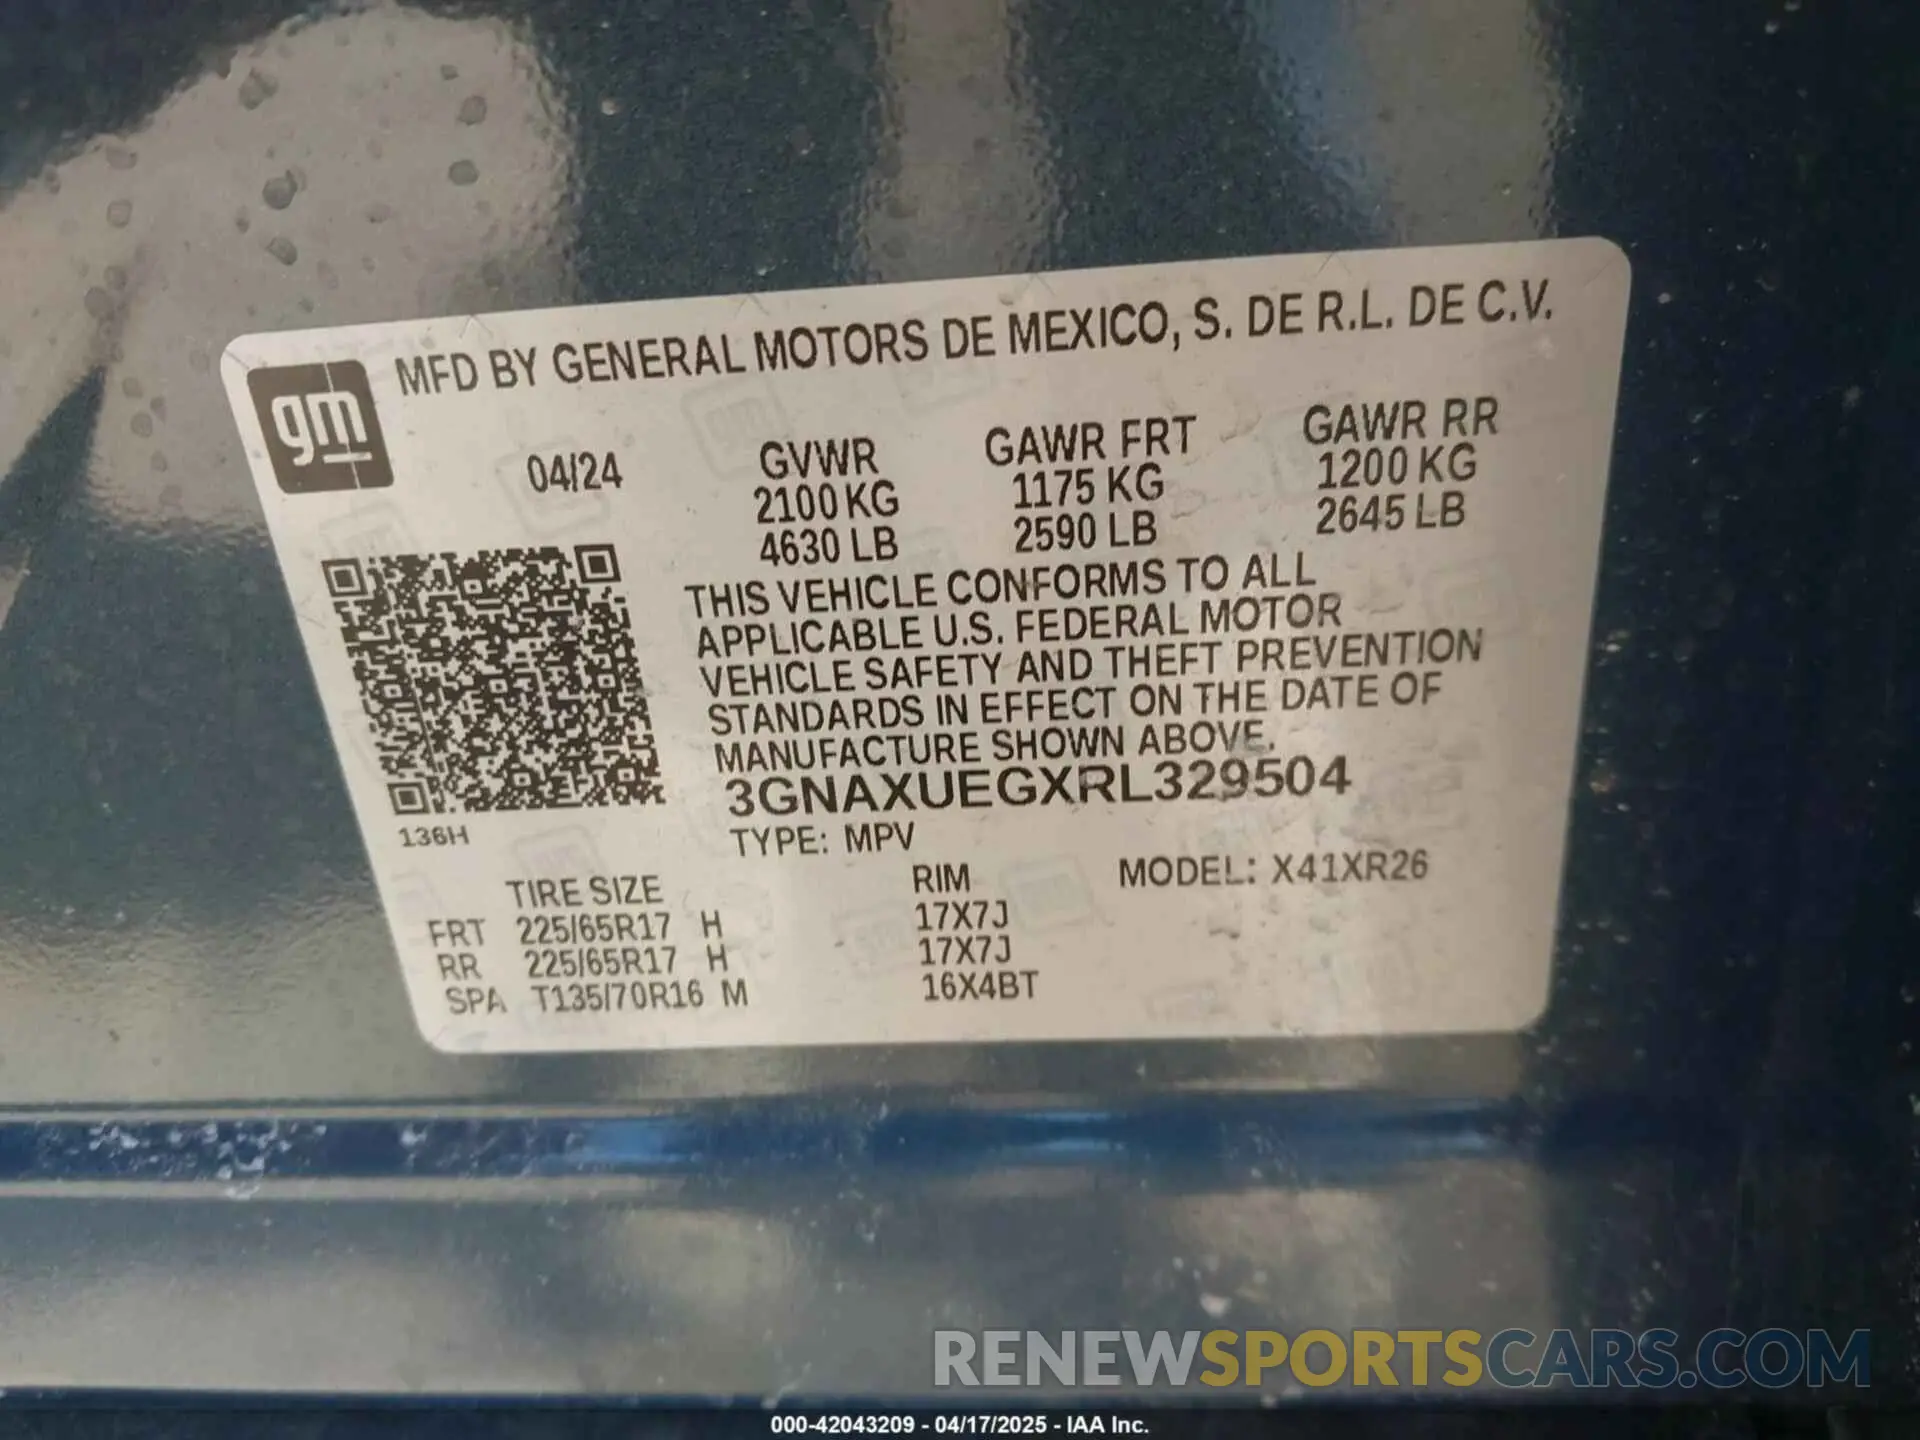 gm
MFD BY GENERAL MOTORS DE MEXICO, S. DE R.L. DE C.V.
04/24
GVWR
2100 KG
4630 LB
GAWR FRT
1175 KG
2590 LB
GAWR RR
1200 KG
2645 LB
THIS VEHICLE CONFORMS TO ALL
APPLICABLE U.S. FEDERAL MOTOR
VEHICLE SAFETY AND THEFT PREVENTION
STANDARDS IN EFFECT ON THE DATE OF
MANUFACTURE SHOWN ABOVE.
3GNAXUEGXRL329504
136H
TYPE: MPV
MODEL: X41XR26
TIRE SIZE RIM
FRT 225/65R17 H 17X7J
RR 225/65R17 H 17X7J
SPA T135/70R16 M 16X4BT
RENEWSPORTSCARS.COM
000-42043209 - 04/17/2025 - IAA Inc.